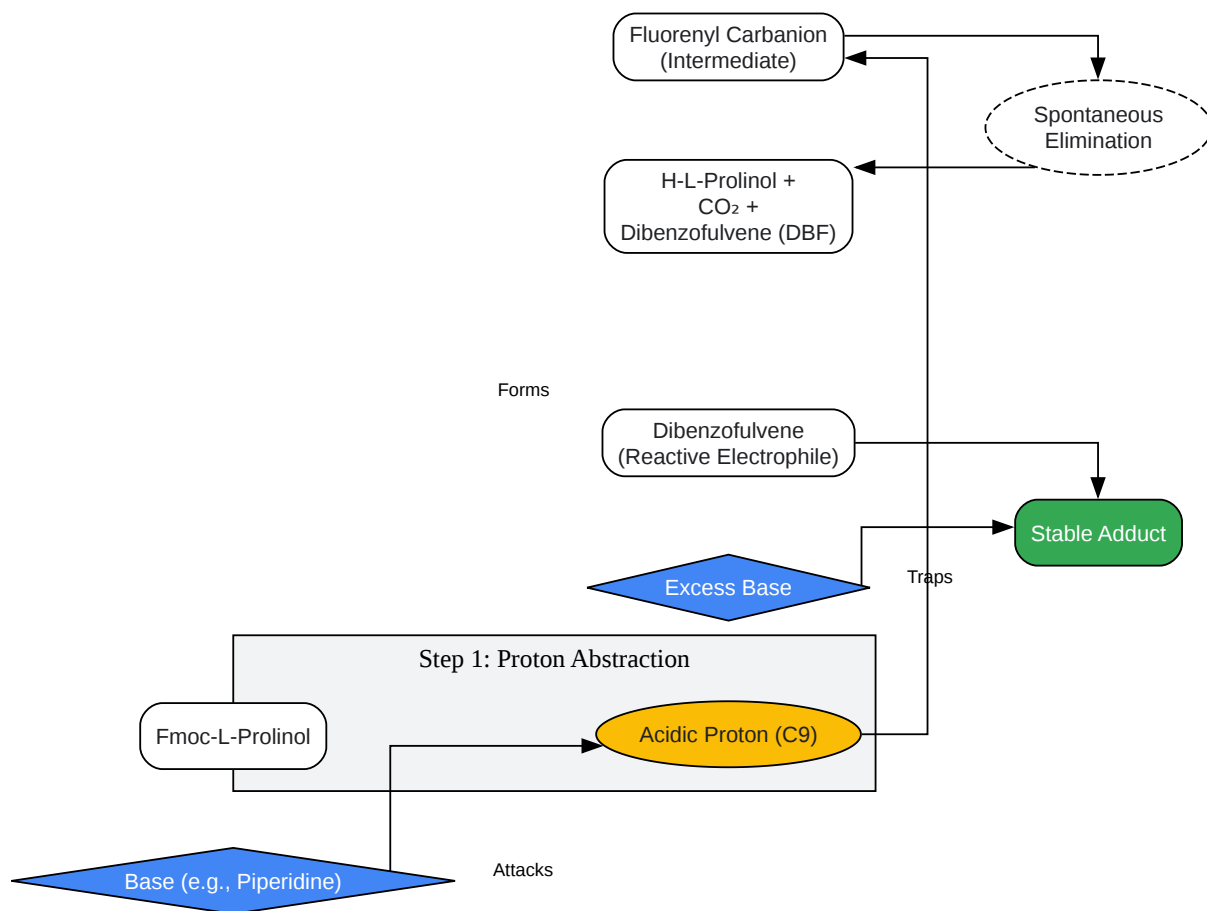 Fluorenyl Carbanion
(Intermediate)
Spontaneous
Elimination
H-L-Prolinol +
CO₂ +
Dibenzofulvene (DBF)
Forms
Dibenzofulvene
(Reactive Electrophile)
Stable Adduct
Excess Base
Traps
Step 1: Proton Abstraction
Fmoc-L-Prolinol
Acidic Proton (C9)
Attacks
Base (e.g., Piperidine)